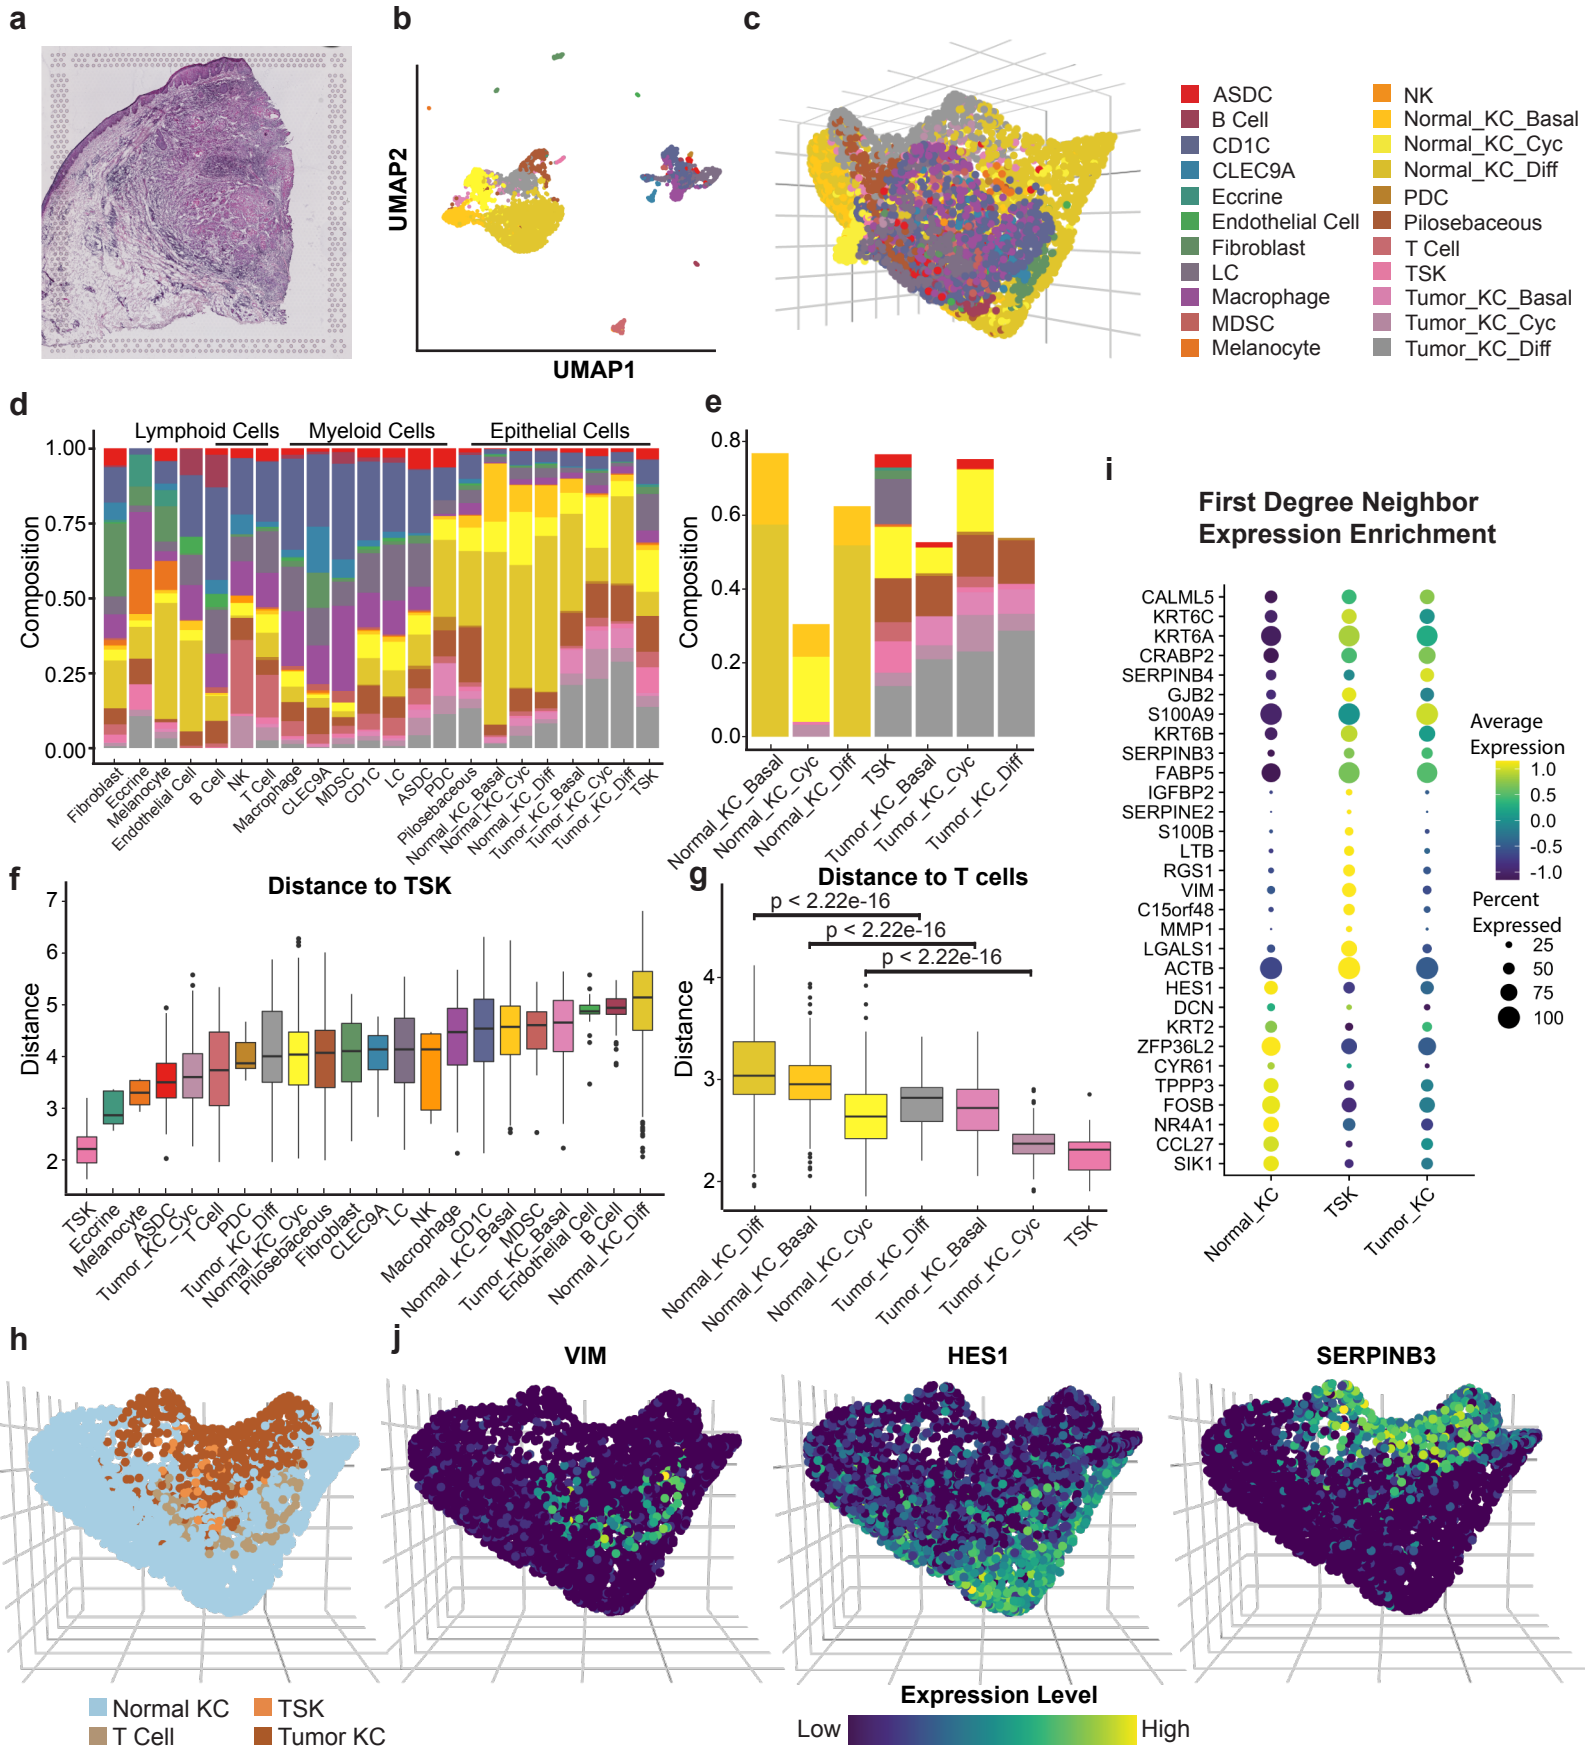 a
b
c
UMAP2
UMAP1
ASDC
B Cell
CD1C
CLEC9A
Eccrine
Endothelial Cell
Fibroblast
LC
Macrophage
MDSC
Melanocyte
NK
Normal_KC_Basal
Normal_KC_Cyc
Normal_KC_Diff
PDC
Pilosebaceous
T Cell
TSK
Tumor_KC_Basal
Tumor_KC_Cyc
Tumor_KC_Diff
d
Lymphoid Cells
Myeloid Cells
Epithelial Cells
Composition
1.00
0.75
0.50
0.25
0.00
Fibroblast
Eccrine
Melanocyte
Endothelial Cell
B Cell
NK
T Cell
Macrophage
CLEC9A
MDSC
CD1C
LC
ASDC
PDC
Pilosebaceous
Normal_KC_Basal
Normal_KC_Cyc
Normal_KC_Diff
Tumor_KC_Basal
Tumor_KC_Cyc
Tumor_KC_Diff
TSK
e
Composition
0.8
0.6
0.4
0.2
0.0
Normal_KC_Basal
Normal_KC_Cyc
Normal_KC_Diff
TSK
Tumor_KC_Basal
Tumor_KC_Cyc
Tumor_KC_Diff
f
Distance to TSK
Distance
7
6
5
4
3
2
TSK
Eccrine
Melanocyte
ASDC
Tumor_KC_Cyc
T Cell
PDC
Tumor_KC_Diff
Normal_KC_Cyc
Pilosebaceous
Fibroblast
CLEC9A
LC
NK
Macrophage
CD1C
Normal_KC_Basal
MDSC
Tumor_KC_Basal
Endothelial Cell
B Cell
Normal_KC_Diff
g
Distance to T cells
p < 2.22e-16
p < 2.22e-16
p < 2.22e-16
Distance
4
3
2
Normal_KC_Diff
Normal_KC_Basal
Normal_KC_Cyc
Tumor_KC_Diff
Tumor_KC_Basal
Tumor_KC_Cyc
TSK
i
First Degree Neighbor
Expression Enrichment
CALML5
KRT6C
KRT6A
CRABP2
SERPINB4
GJB2
S100A9
KRT6B
SERPINB3
FABP5
IGFBP2
SERPINE2
S100B
LTB
RGS1
VIM
C15orf48
MMP1
LGALS1
ACTB
HES1
DCN
KRT2
ZFP36L2
CYR61
TPPP3
FOSB
NR4A1
CCL27
SIK1
Normal_KC
TSK
Tumor_KC
Average
Expression
1.0
0.5
0.0
-0.5
-1.0
Percent
Expressed
25
50
75
100
h
Normal KC
TSK
T Cell
Tumor KC
j
VIM
HES1
SERPINB3
Expression Level
Low
High